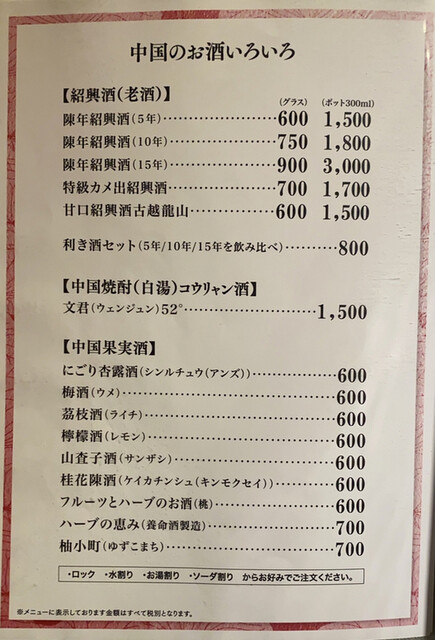 中国のお酒いろいろ
【紹興酒(老酒)】
(グラス) (ポット300ml)
陳年紹興酒(5年)……………………600 1,500
陳年紹興酒(10年)…………………750 1,800
陳年紹興酒(15年)…………………900 3,000
特級カメ出紹興酒……………………700 1,700
甘口紹興酒古越龍山…………………600 1,500
利き酒セット(5年/10年/15年を飲み比べ)………800
【中国焼酎(白湯)コウリャン酒】
文君(ウェンジュン)52°……………………1,500
【中国果実酒】
にごり杏露酒(シンルチュウ(アンズ))………………600
梅酒(ウメ)………………………………600
茘枝酒(ライチ)……………………………600
檸檬酒(レモン)……………………………600
山查子酒(サンザシ)…………………………600
桂花陳酒(ケイカチンシュ(キンモクセイ))……………600
フルーツとハーブのお酒(桃)……………………600
ハーブの恵み(養命酒製造)………………………700
柚小町(ゆずこまち)…………………………700
・ロック ・水割り ・お湯割り ・ソーダ割り からお好みでご注文ください。
※メニューに表示しております金額はすべて税別となります。